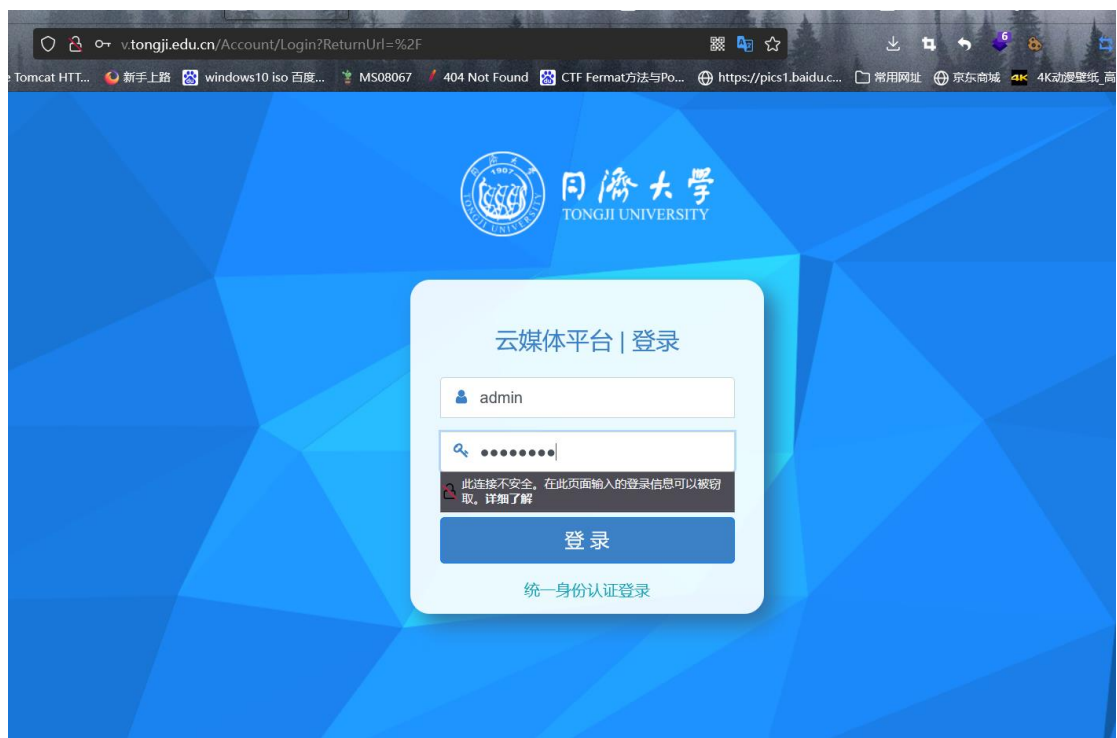 v.tongji.edu.cn/Account/Login?ReturnUrl=%2F
6
Tomcat HTT... 新手上路 windows10 iso 百度... MS08067 404 Not Found CTF Fermat方法与Po... https://pics1.baidu.c... 常用网址 京东商城 4K 4K动漫壁纸_高
同濟大学
1907
TONGJI UNIVERSITY
TONGJI UNIVERSITY
云媒体平台 | 登录
admin
此连接不安全。在此页面输入的登录信息可以被窃
取。详细了解
登 录
统一身份认证登录